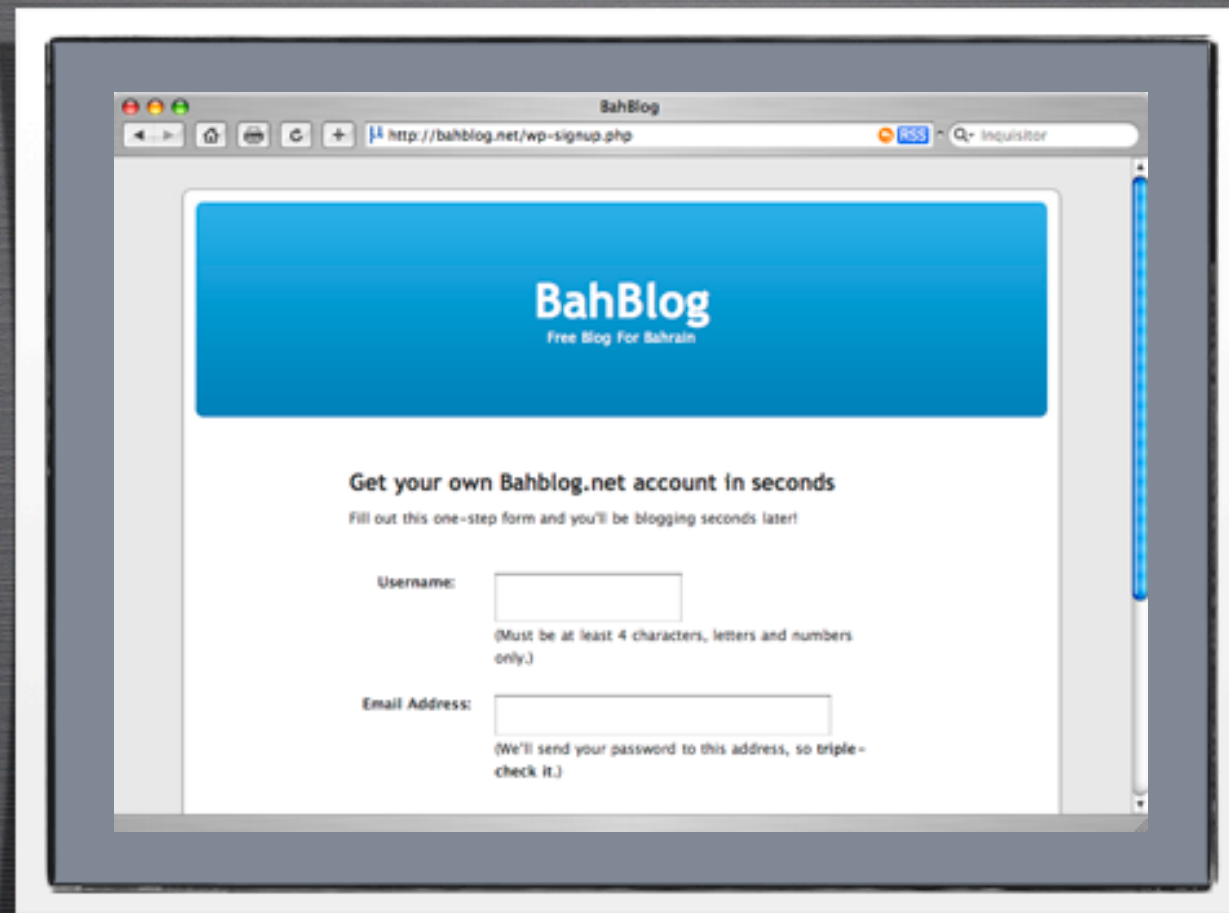 BahBlog
http://bahblog.net/wp-signup.php
RSS
Inquisitor
BahBlog
Free Blog For Bahrain
Get your own Bahblog.net account in seconds
Fill out this one-step form and you'll be blogging seconds later!
Username:
(Must be at least 4 characters, letters and numbers
only.)
Email Address:
(We'll send your password to this address, so triple-
check it.)